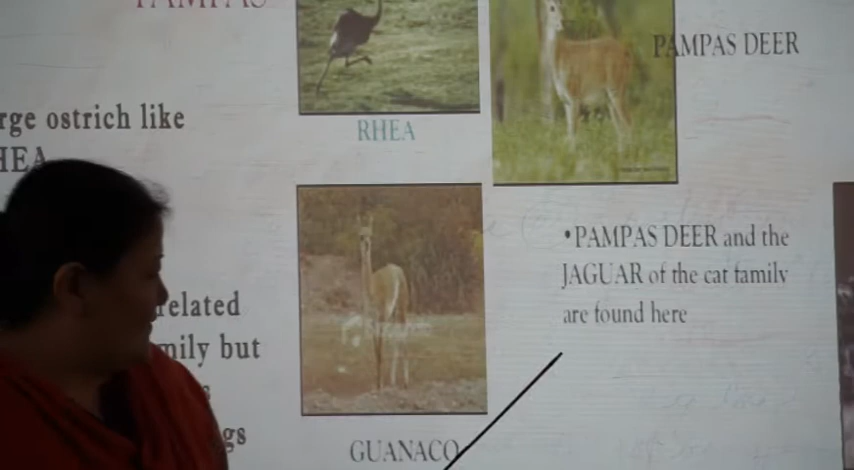 PAMPAS
rge ostrich like
HEA
RHEA
PAMPAS DEER
•PAMPAS DEER and the
JAGUAR of the cat family
are found here
related
mily but
s
gs
GUANACO